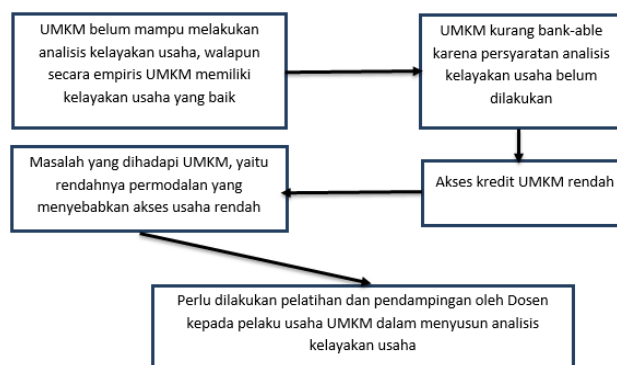 UMKM belum mampu melakukan
analisis kelayakan usaha, walapun
secara empiris UMKM memiliki
kelayakan usaha yang baik
UMKM kurang bank-able
karena persyaratan analisis
kelayakan usaha belum
dilakukan
Akses kredit UMKM rendah
Masalah yang dihadapi UMKM, yaitu
rendahnya permodalan yang
menyebabkan akses usaha rendah
Perlu dilakukan pelatihan dan pendampingan oleh Dosen
kepada pelaku usaha UMKM dalam menyusun analisis
kelayakan usaha